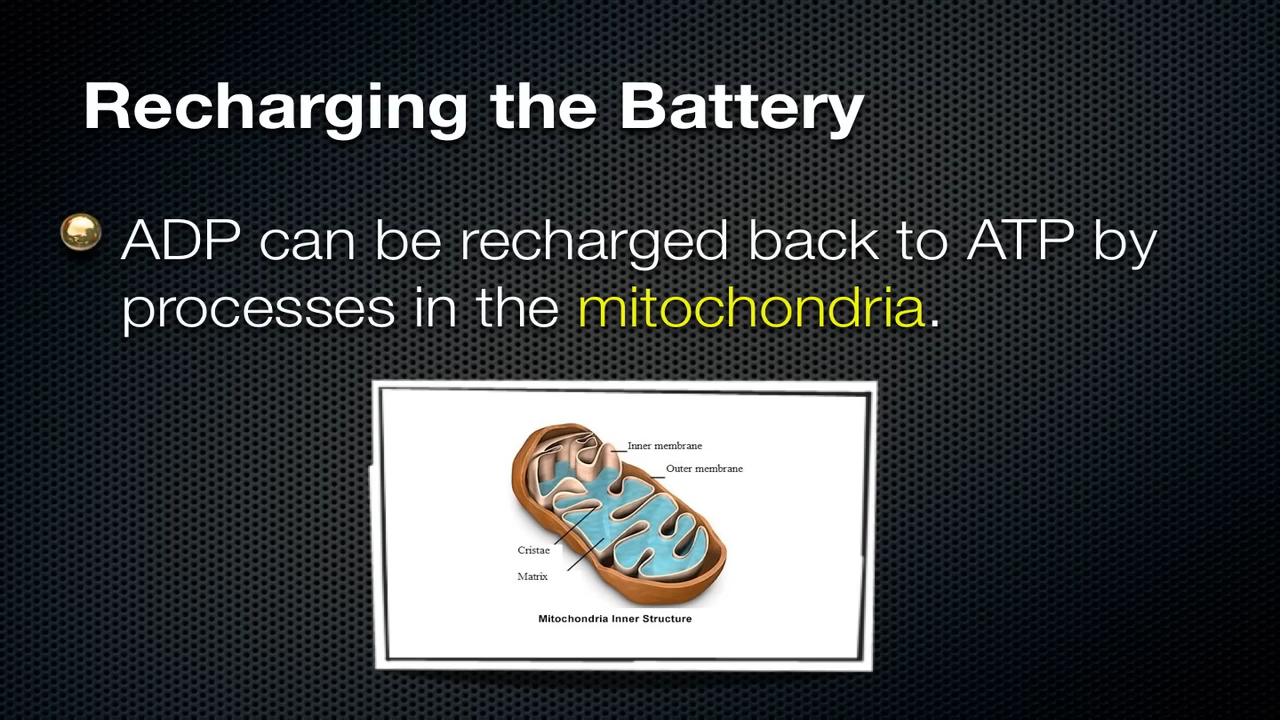 Recharging the Battery
ADP can be recharged back to ATP by
processes in the mitochondria.
Inner membrane
Outer membrane
Cristae
Matrix
Mitochondria Inner Structure